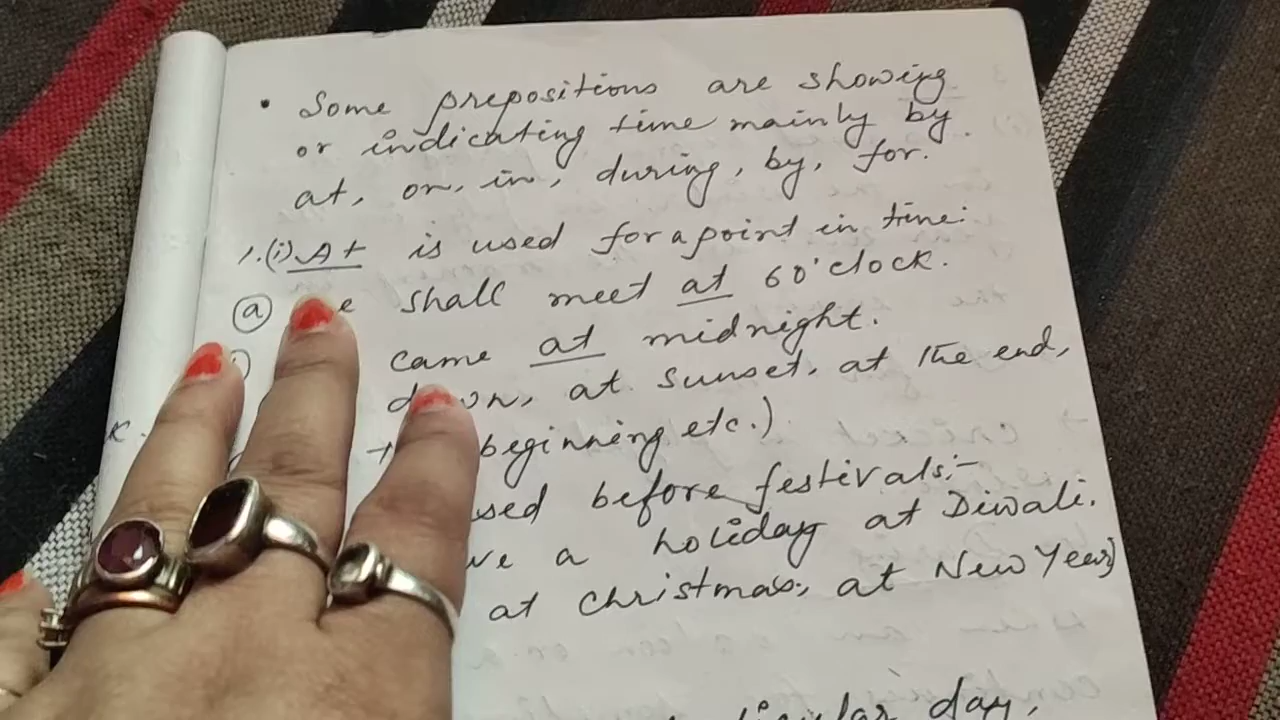 • Some prepositions are showing
or indicating time mainly by
at, on, in, during, by, for.
1.(i) At is used for a point in time:
(a) shall meet at 6 o'clock.
came at midnight.
at sunset, at the end,
beginning etc.)
before festivals:-
a holiday at Diwali.
at christmas, at New Year)
day,